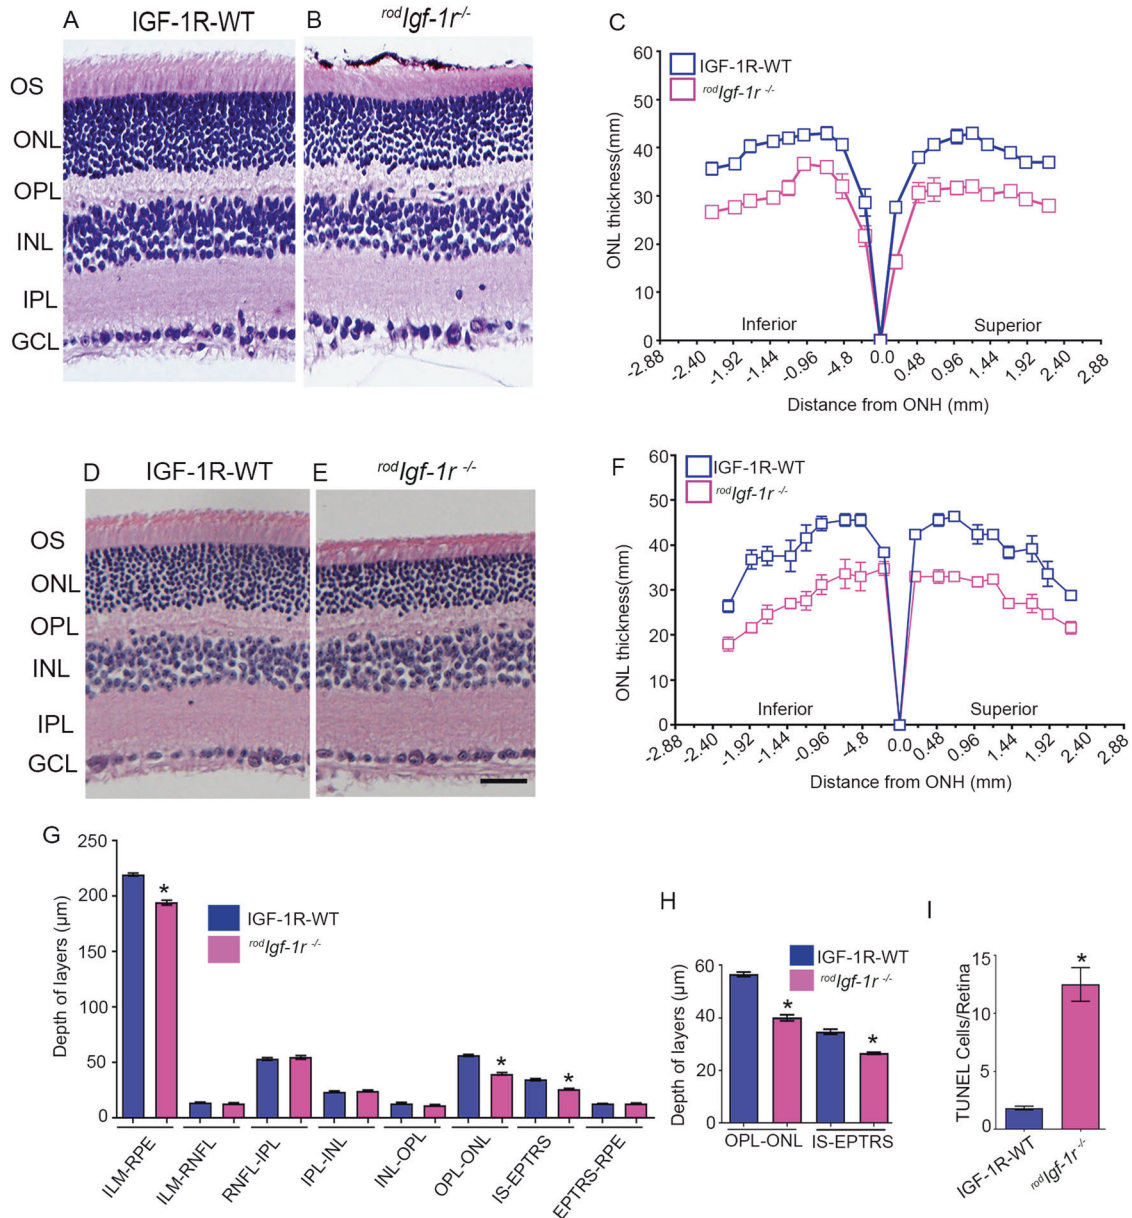 A IGF-1R-WT B rodIgf-1r-/-
OS
ONL
OPL
INL
IPL
GCL
C
IGF-1R-WT
rodIgf-1r -/-
ONL thickness(mm)
60
50
40
30
20
10
0
Inferior Superior
-2.88 -2.40 -1.92 -1.44 -0.96 -4.8 0.0 0.48 0.96 1.44 1.92 2.40 2.88
Distance from ONH (mm)
D IGF-1R-WT E rodIgf-1r -/-
OS
ONL
OPL
INL
IPL
GCL
F
IGF-1R-WT
rodIgf-1r -/-
ONL thickness(mm)
60
50
40
30
20
10
0
Inferior Superior
-2.88 -2.40 -1.92 -1.44 -0.96 -4.8 0.0 0.48 0.96 1.44 1.92 2.40 2.88
Distance from ONH (mm)
G
Depth of layers (µm)
250
200
150
100
50
0
IGF-1R-WT
rodIgf-1r -/-
* * *
ILM-RPE ILM-RNFL RNFL-IPL IPL-INL INL-OPL OPL-ONL IS-EPTRS EPTRS-RPE
H
IGF-1R-WT
rodIgf-1r -/-
Depth of layers (µm)
60
40
20
0
* *
OPL-ONL IS-EPTRS
I
TUNEL Cells/Retina
15
10
5
0
*
IGF-1R-WT rodIgf-1r -/-